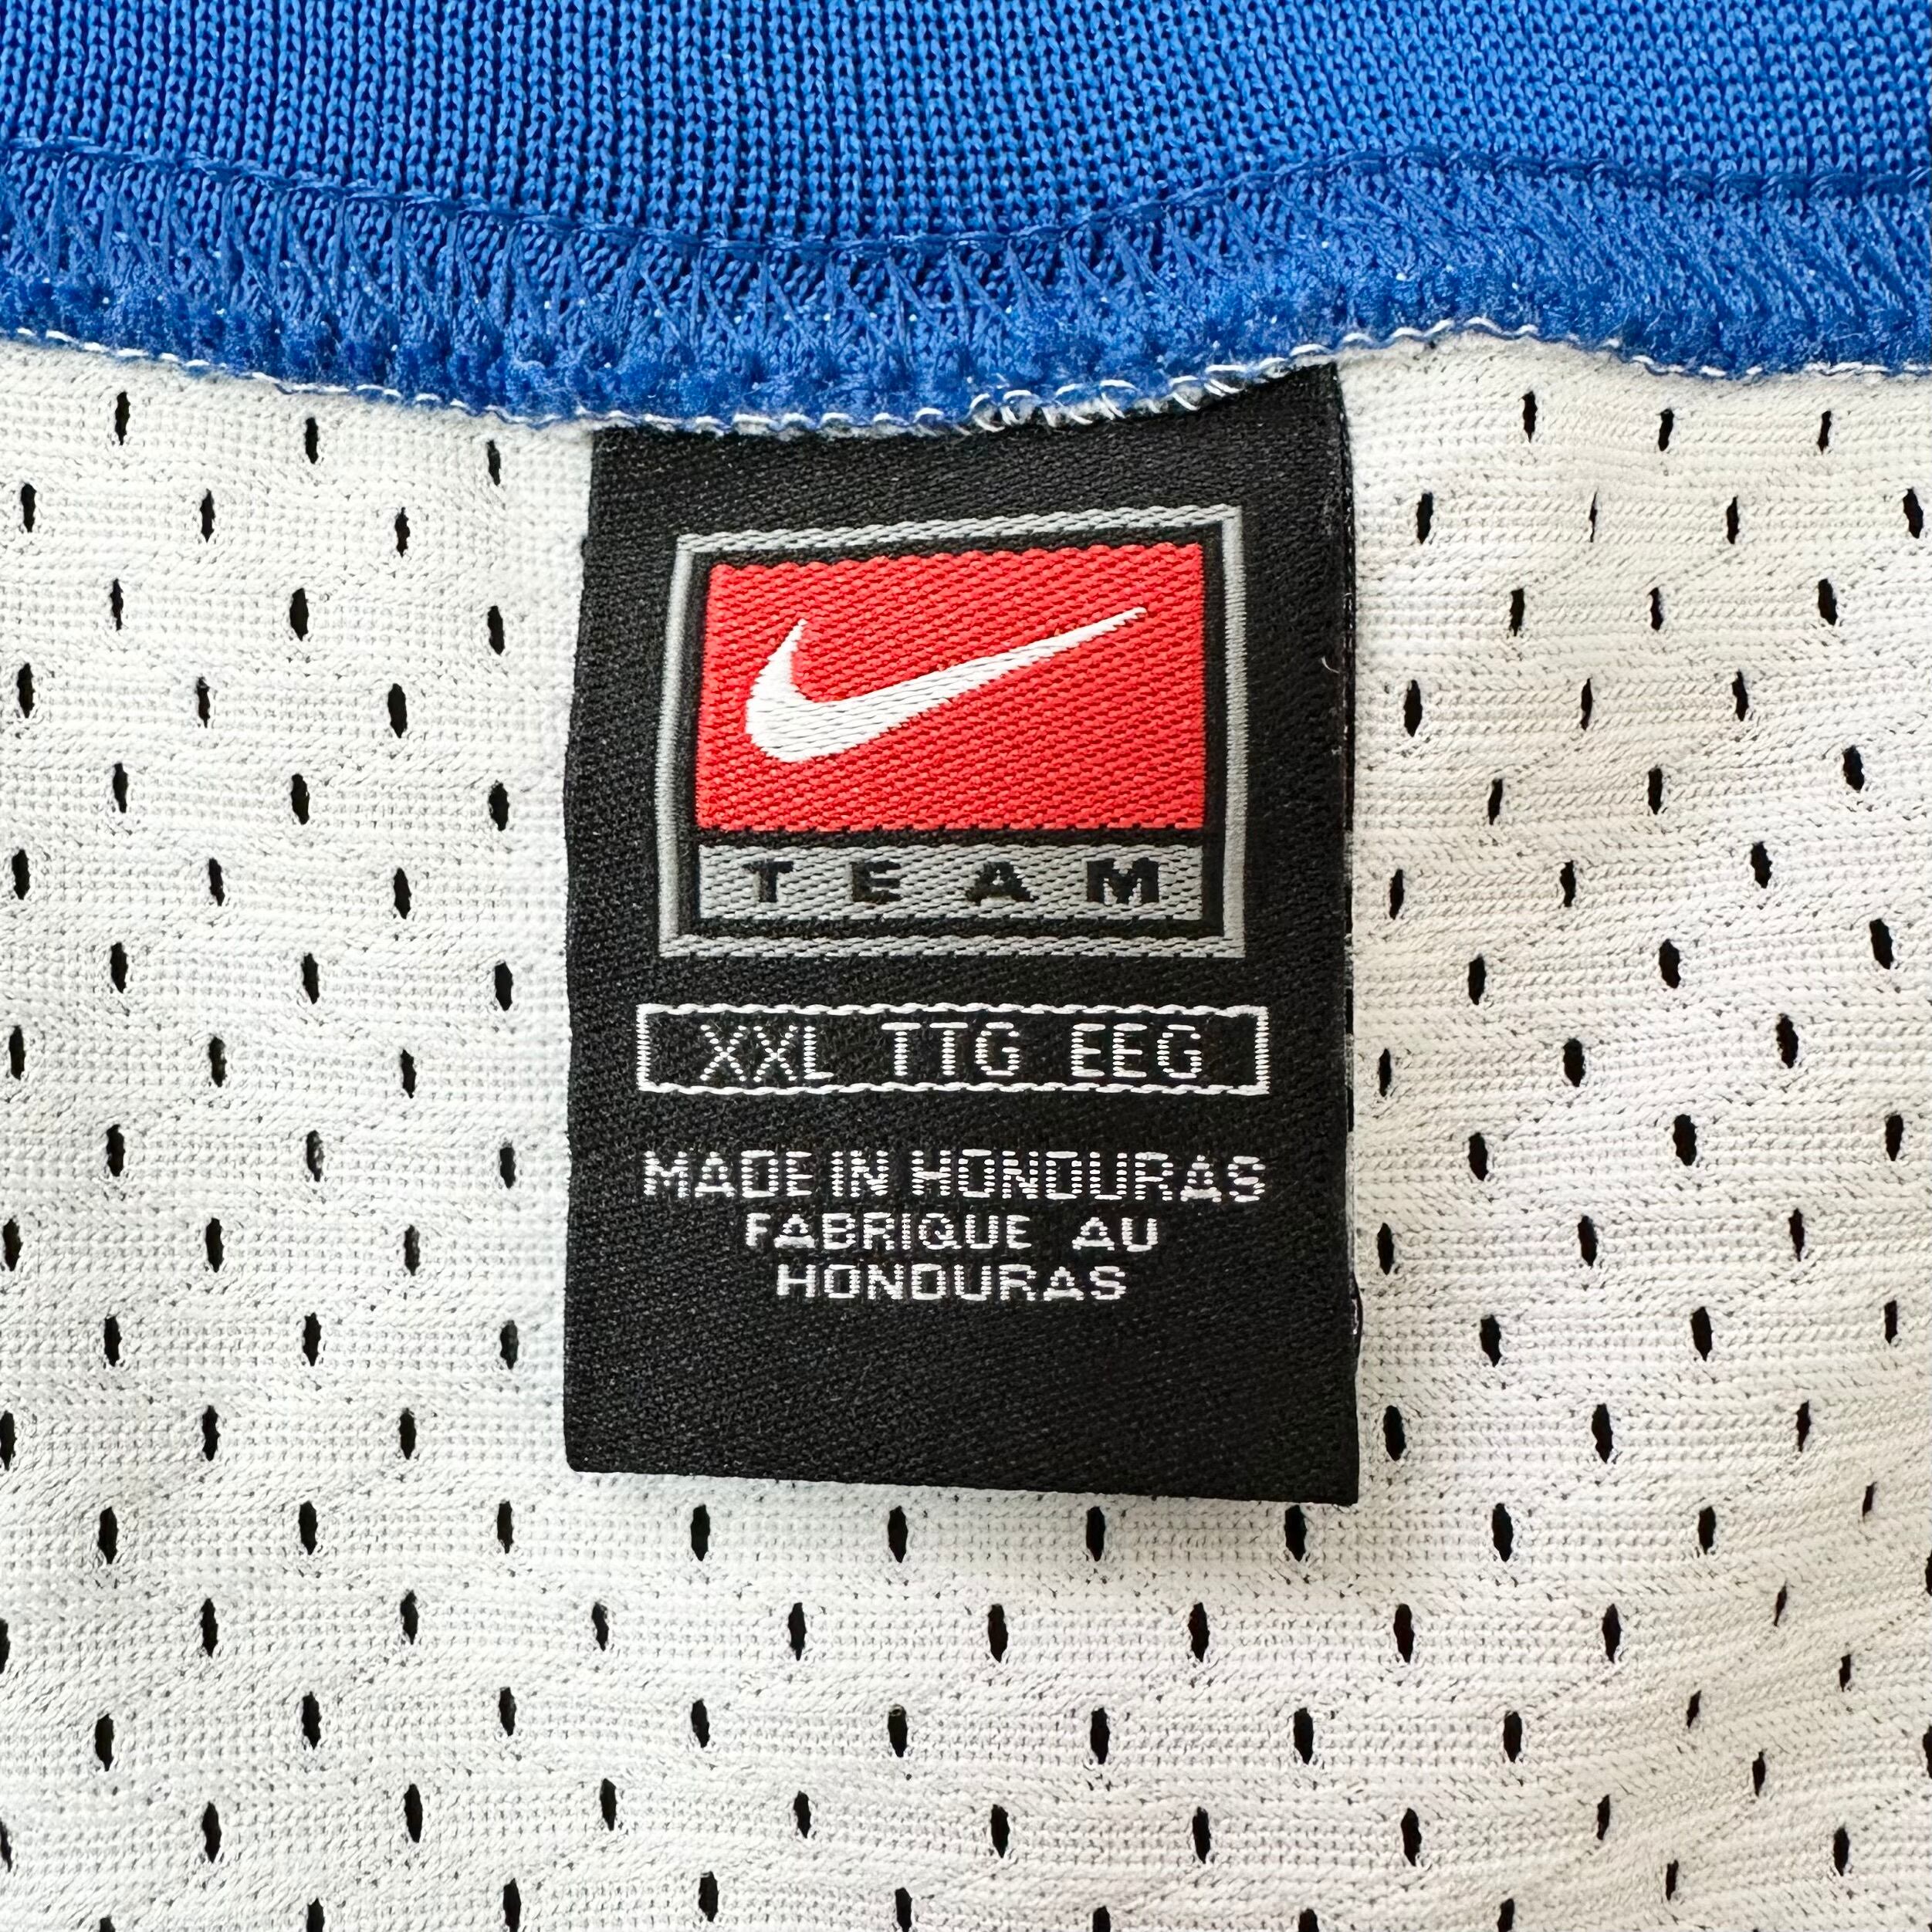 TEAM
XXL TTG EEG
MADE IN HONDURAS
FABRIQUE AU
HONDURAS